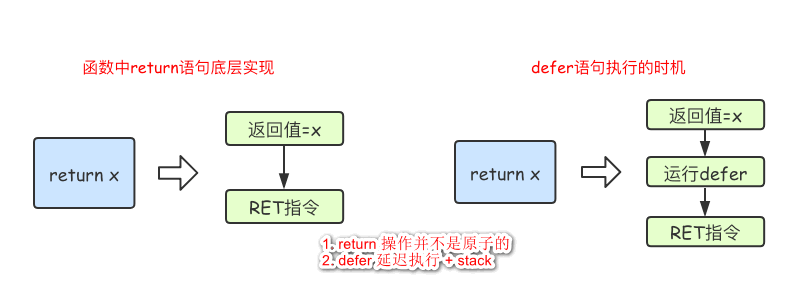 函数中return语句底层实现
return x
返回值=x
RET指令
defer语句执行的时机
return x
返回值=x
运行defer
RET指令
1. return 操作并不是原子的
2. defer 延迟执行 + stack